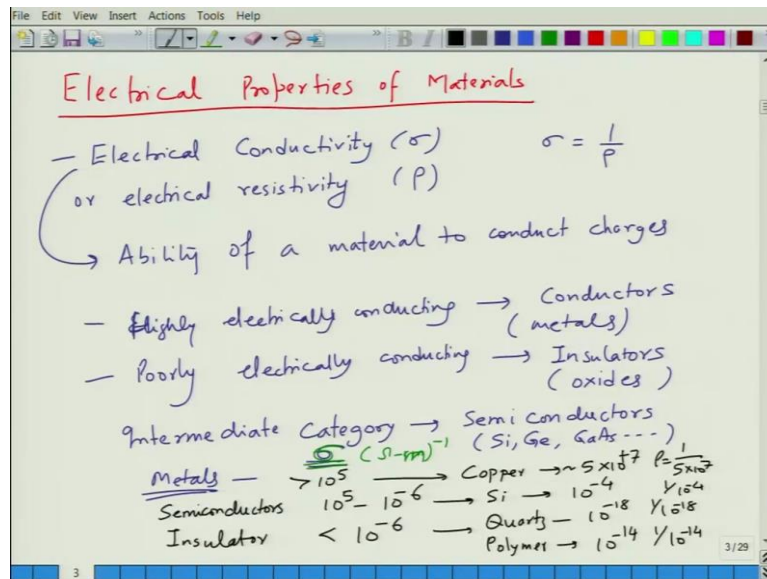 File Edit View Insert Actions Tools Help
Electrical Properties of Materials
— Electrical Conductivity (σ) σ = 1/ρ
or electrical resistivity (ρ)
→ Ability of a material to conduct charges
— Highly electrically conducting → Conductors
(metals)
— Poorly electrically conducting → Insulators
(oxides)
Intermediate Category → Semiconductors
(Si, Ge, GaAs ---)
σ (Ω-m)⁻¹
Metals — > 10⁵ → Copper → ~ 5×10⁺⁷ ρ = 1/5×10⁷
Semiconductors 10⁵ – 10⁻⁶ → Si → 10⁻⁴ 1/10⁻⁴
Insulator < 10⁻⁶ → Quartz — 10⁻¹⁸ 1/10⁻¹⁸
Polymer → 10⁻¹⁴ 1/10⁻¹⁴
3/29
3